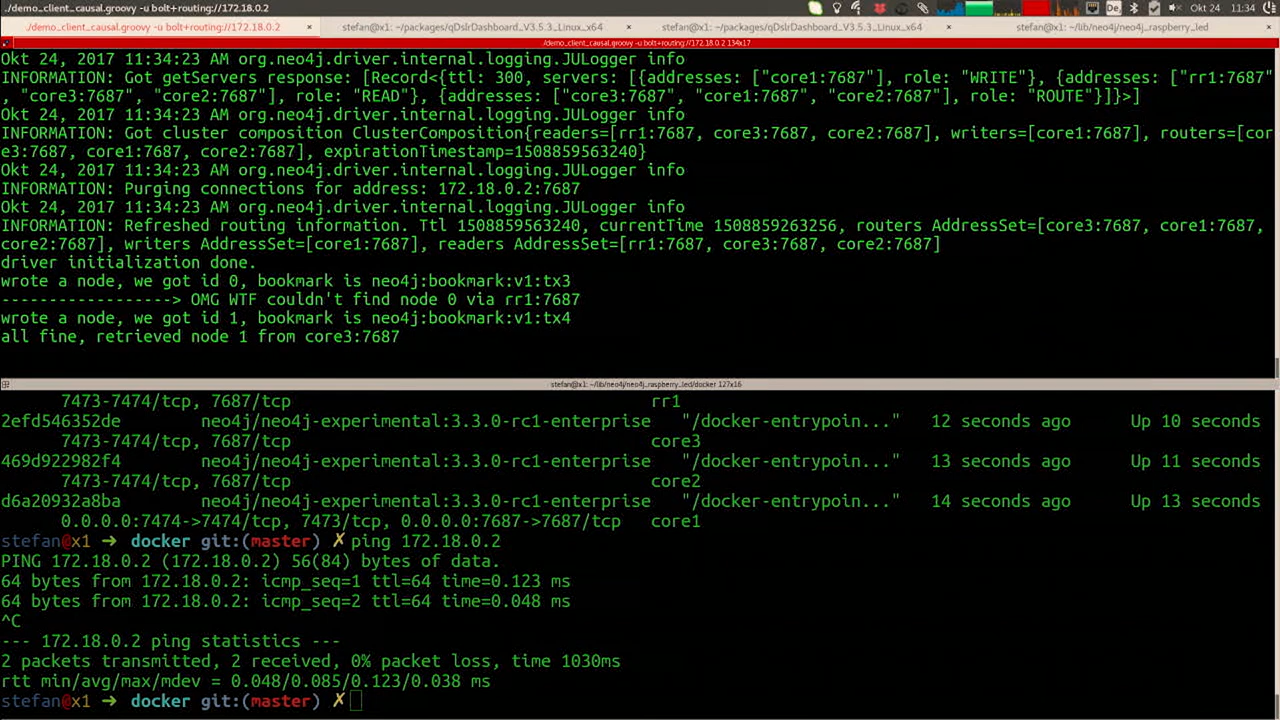 ./demo_client_causal.groovy -u bolt+routing://172.18.0.2
De
Okt 24 11:34
./demo_client_causal.groovy -u bolt+routing://172.18.0.2 × stefan@x1: ~/packages/qDslrDashboard_V3.5.3_Linux_x64 × stefan@x1: ~/packages/qDslrDashboard_V3.5.3_Linux_x64 × stefan@x1: ~/lib/neo4j/neo4j_raspberry_led ×
./demo_client_causal.groovy -u bolt+routing://172.18.0.2 134x17
Okt 24, 2017 11:34:23 AM org.neo4j.driver.internal.logging.JULogger info
INFORMATION: Got getServers response: [Record<{ttl: 300, servers: [{addresses: ["core1:7687"], role: "WRITE"}, {addresses: ["rr1:7687"
, "core3:7687", "core2:7687"], role: "READ"}, {addresses: ["core3:7687", "core1:7687", "core2:7687"], role: "ROUTE"}]}>]
Okt 24, 2017 11:34:23 AM org.neo4j.driver.internal.logging.JULogger info
INFORMATION: Got cluster composition ClusterComposition{readers=[rr1:7687, core3:7687, core2:7687], writers=[core1:7687], routers=[cor
e3:7687, core1:7687, core2:7687], expirationTimestamp=1508859563240}
Okt 24, 2017 11:34:23 AM org.neo4j.driver.internal.logging.JULogger info
INFORMATION: Purging connections for address: 172.18.0.2:7687
Okt 24, 2017 11:34:23 AM org.neo4j.driver.internal.logging.JULogger info
INFORMATION: Refreshed routing information. Ttl 1508859563240, currentTime 1508859263256, routers AddressSet=[core3:7687, core1:7687,
core2:7687], writers AddressSet=[core1:7687], readers AddressSet=[rr1:7687, core3:7687, core2:7687]
driver initialization done.
wrote a node, we got id 0, bookmark is neo4j:bookmark:v1:tx3
------------------> OMG WTF couldn't find node 0 via rr1:7687
wrote a node, we got id 1, bookmark is neo4j:bookmark:v1:tx4
all fine, retrieved node 1 from core3:7687
stefan@x1: ~/lib/neo4j/neo4j_raspberry_led/docker 127x16
7473-7474/tcp, 7687/tcp rr1
2efd546352de neo4j/neo4j-experimental:3.3.0-rc1-enterprise "/docker-entrypoin..." 12 seconds ago Up 10 seconds
7473-7474/tcp, 7687/tcp core3
469d922982f4 neo4j/neo4j-experimental:3.3.0-rc1-enterprise "/docker-entrypoin..." 13 seconds ago Up 11 seconds
7473-7474/tcp, 7687/tcp core2
d6a20932a8ba neo4j/neo4j-experimental:3.3.0-rc1-enterprise "/docker-entrypoin..." 14 seconds ago Up 13 seconds
0.0.0.0:7474->7474/tcp, 7473/tcp, 0.0.0.0:7687->7687/tcp core1
stefan@x1 → docker git:(master) ✗ ping 172.18.0.2
PING 172.18.0.2 (172.18.0.2) 56(84) bytes of data.
64 bytes from 172.18.0.2: icmp_seq=1 ttl=64 time=0.123 ms
64 bytes from 172.18.0.2: icmp_seq=2 ttl=64 time=0.048 ms
^C
--- 172.18.0.2 ping statistics ---
2 packets transmitted, 2 received, 0% packet loss, time 1030ms
rtt min/avg/max/mdev = 0.048/0.085/0.123/0.038 ms
stefan@x1 → docker git:(master) ✗